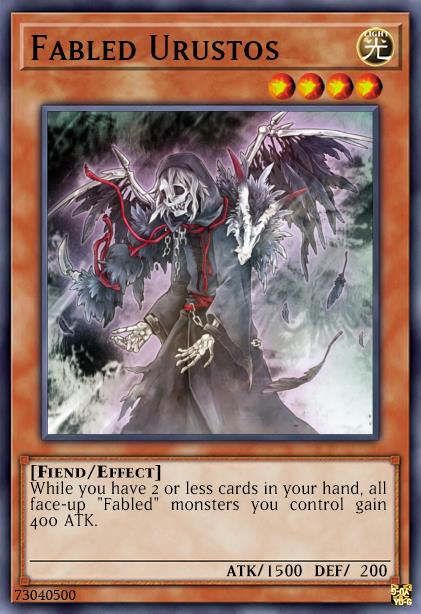 Fabled Urustos
LIGHT
光
[Fiend/Effect]
While you have 2 or less cards in your hand, all
face-up "Fabled" monsters you control gain
400 ATK.
ATK/1500 DEF/ 200
73040500